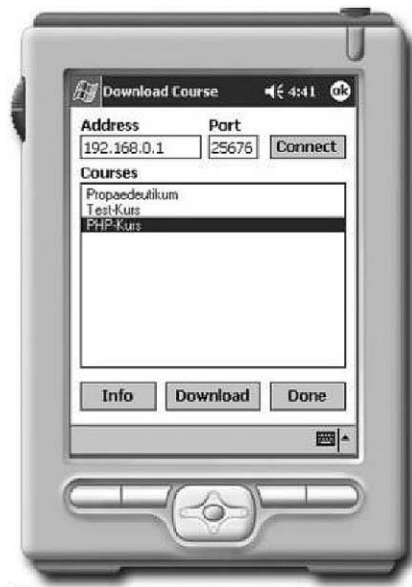 Download Course 4:41 ok
Address Port
192.168.0.1 25676 Connect
Courses
Propaedeutikum
Test-Kurs
PHP-Kurs
Info Download Done